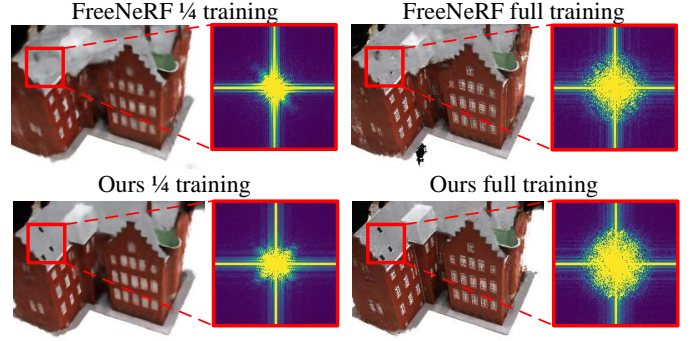 FreeNeRF ¼ training
FreeNeRF full training
Ours ¼ training
Ours full training